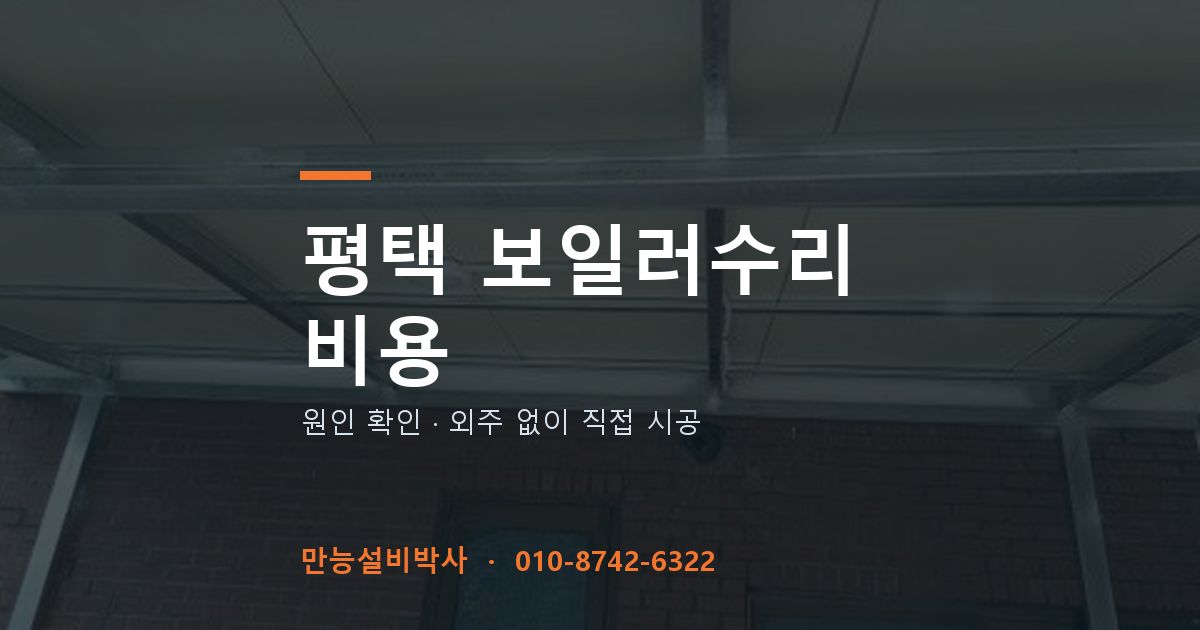 평택 보일러수리
비용
원인 확인 · 외주 없이 직접 시공
만능설비박사 · 010-8742-6322